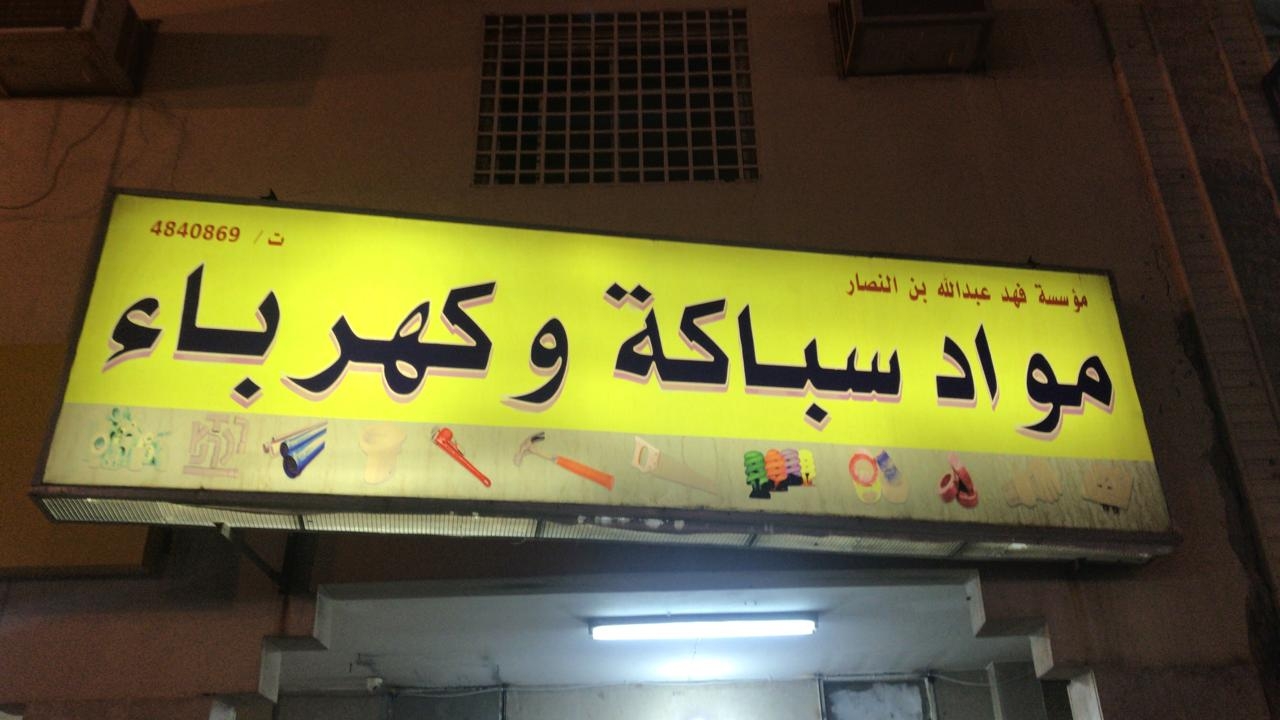 مؤسسة فهد عبدالله بن النصار
ت / 4840869
مواد سباكة وكهرباء